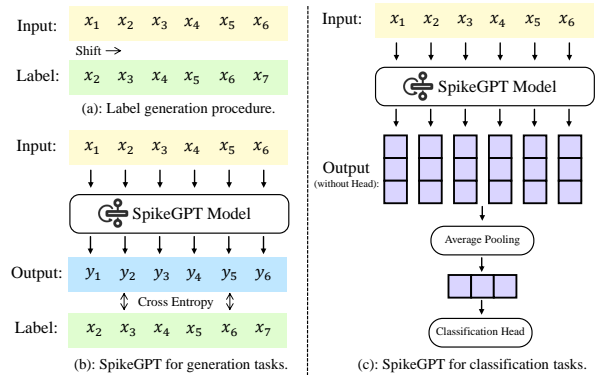 Input: x₁ x₂ x₃ x₄ x₅ x₆
Shift →
Label: x₂ x₃ x₄ x₅ x₆ x₇
(a): Label generation procedure.
Input: x₁ x₂ x₃ x₄ x₅ x₆
SpikeGPT Model
Output: y₁ y₂ y₃ y₄ y₅ y₆
Cross Entropy
Label: x₂ x₃ x₄ x₅ x₆ x₇
(b): SpikeGPT for generation tasks.
Input: x₁ x₂ x₃ x₄ x₅ x₆
SpikeGPT Model
Output
(without Head):
Average Pooling
Classification Head
(c): SpikeGPT for classification tasks.